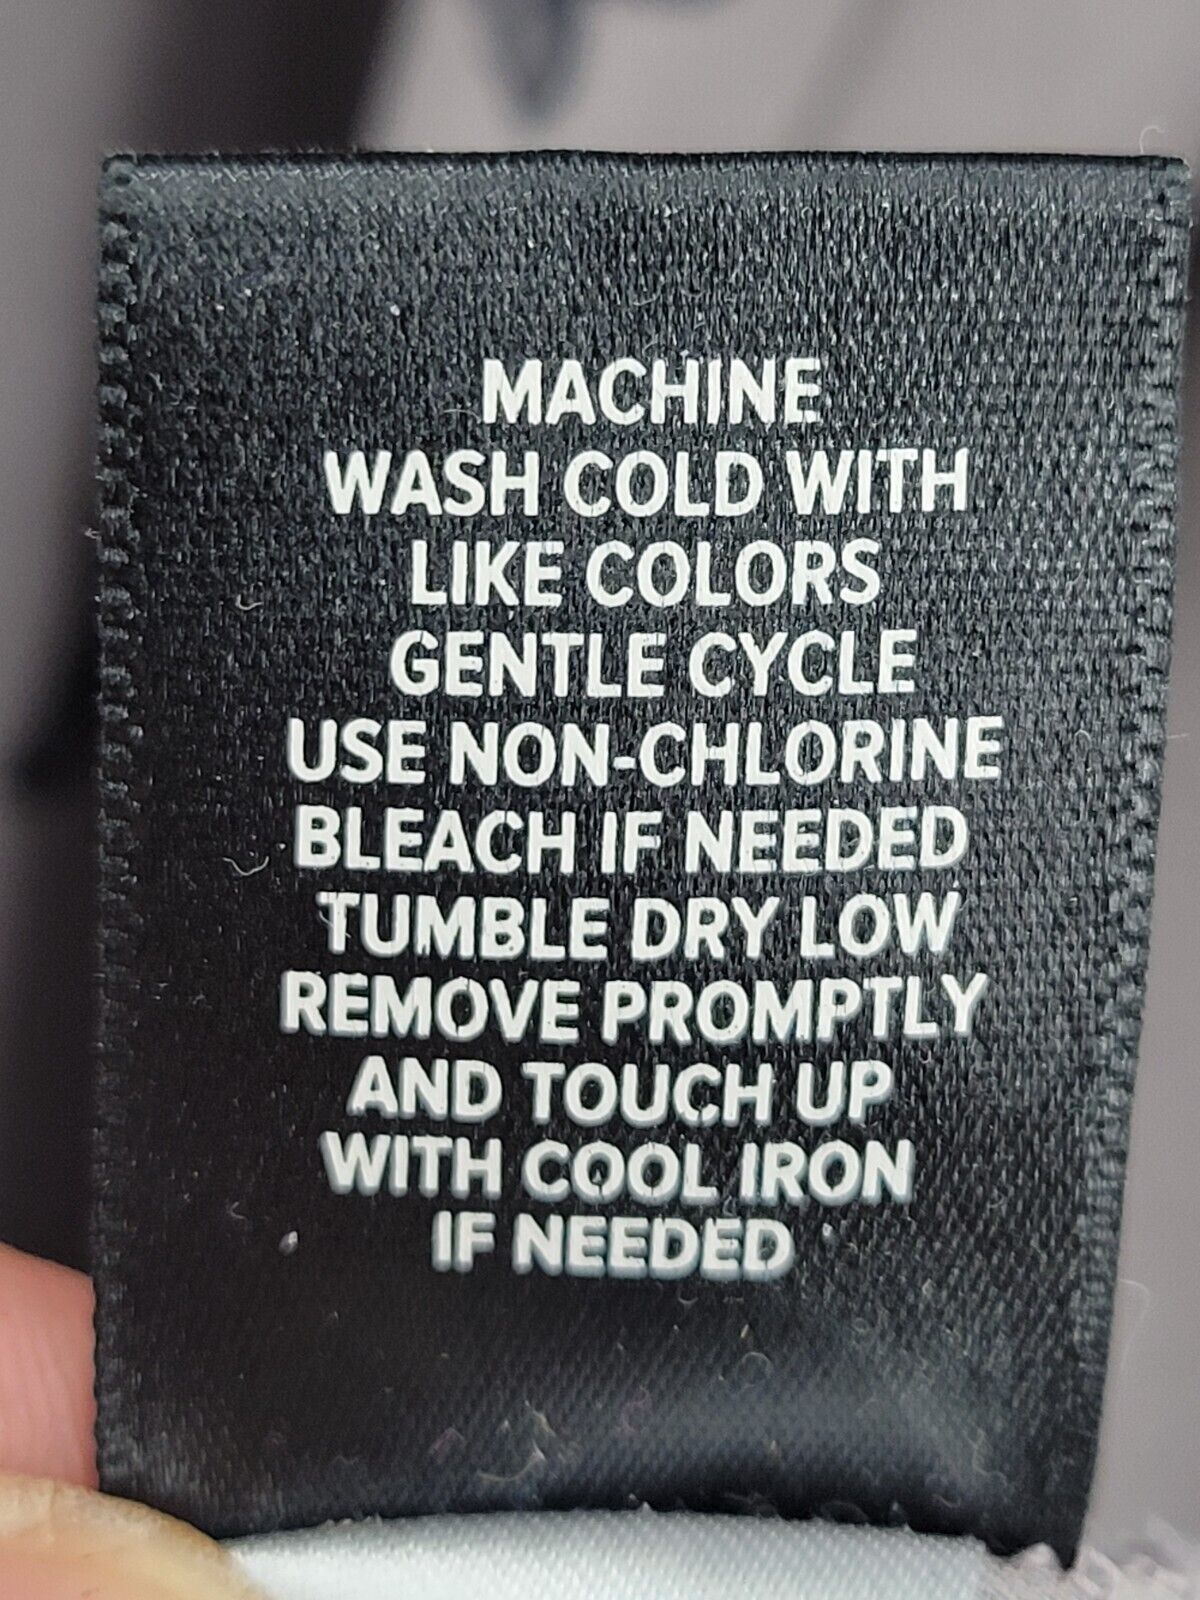 MACHINE
WASH COLD WITH
LIKE COLORS
GENTLE CYCLE
USE NON-CHLORINE
BLEACH IF NEEDED
TUMBLE DRY LOW
REMOVE PROMPTLY
AND TOUCH UP
WITH COOL IRON
IF NEEDED